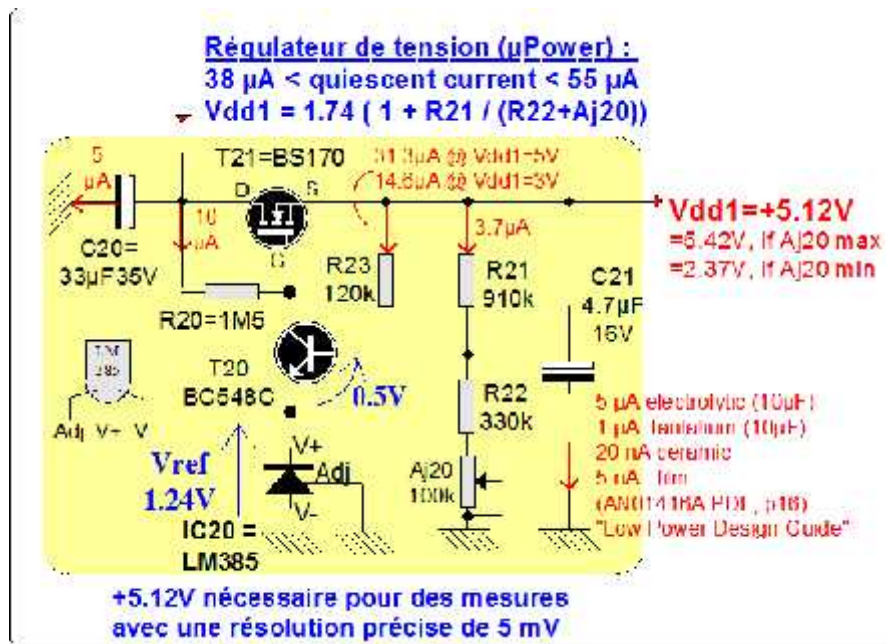 Régulateur de tension (µPower) :
38 µA < quiescent current < 55 µA
Vdd1 = 1.74 ( 1 + R21 / (R22+Aj20))
5
µA
T21=BS170
31.3µA @ Vdd1=5V
14.6µA @ Vdd1=3V
D
S
G
10
µA
C20=
33µF35V
R23
120k
3.7µA
R21
910k
C21
4.7µF
16V
Vdd1=+5.12V
=5.42V, if Aj20 max
=2.37V, if Aj20 min
R20=1M5
LM
385
Adj V+ V-
T20
BC548C
0.5V
R22
330k
Vref
1.24V
V+
Adj
V-
Aj20
100k
IC20 =
LM385
5 µA electrolytic (10µF)
1 µA tantalium (10µF)
20 nA ceramic
5 nA film
(AN01416A PDF, p16)
"Low Power Design Guide"
+5.12V nécessaire pour des mesures
avec une résolution précise de 5 mV